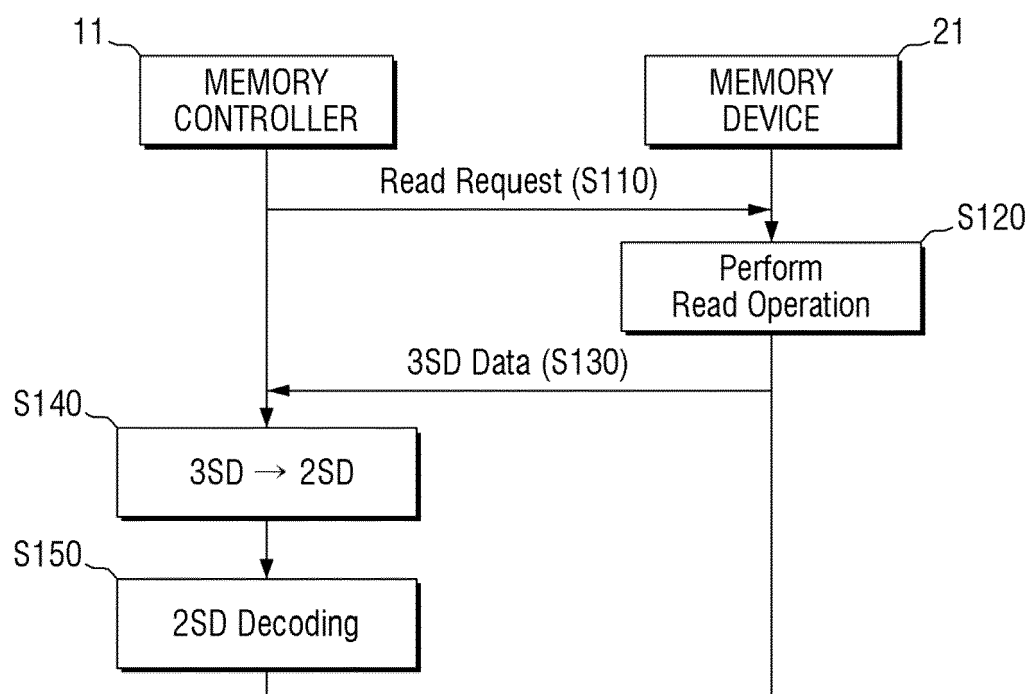 11
MEMORY
CONTROLLER
21
MEMORY
DEVICE
Read Request (S110)
S120
Perform
Read Operation
3SD Data (S130)
S140
3SD → 2SD
S150
2SD Decoding